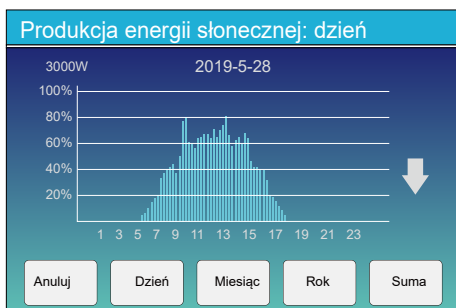 Produkcja energii słonecznej: dzień
3000W 2019-5-28
100%
80%
60%
40%
20%
1 3 5 7 9 11 13 15 17 19 21 23
Anuluj Dzień Miesiąc Rok Suma